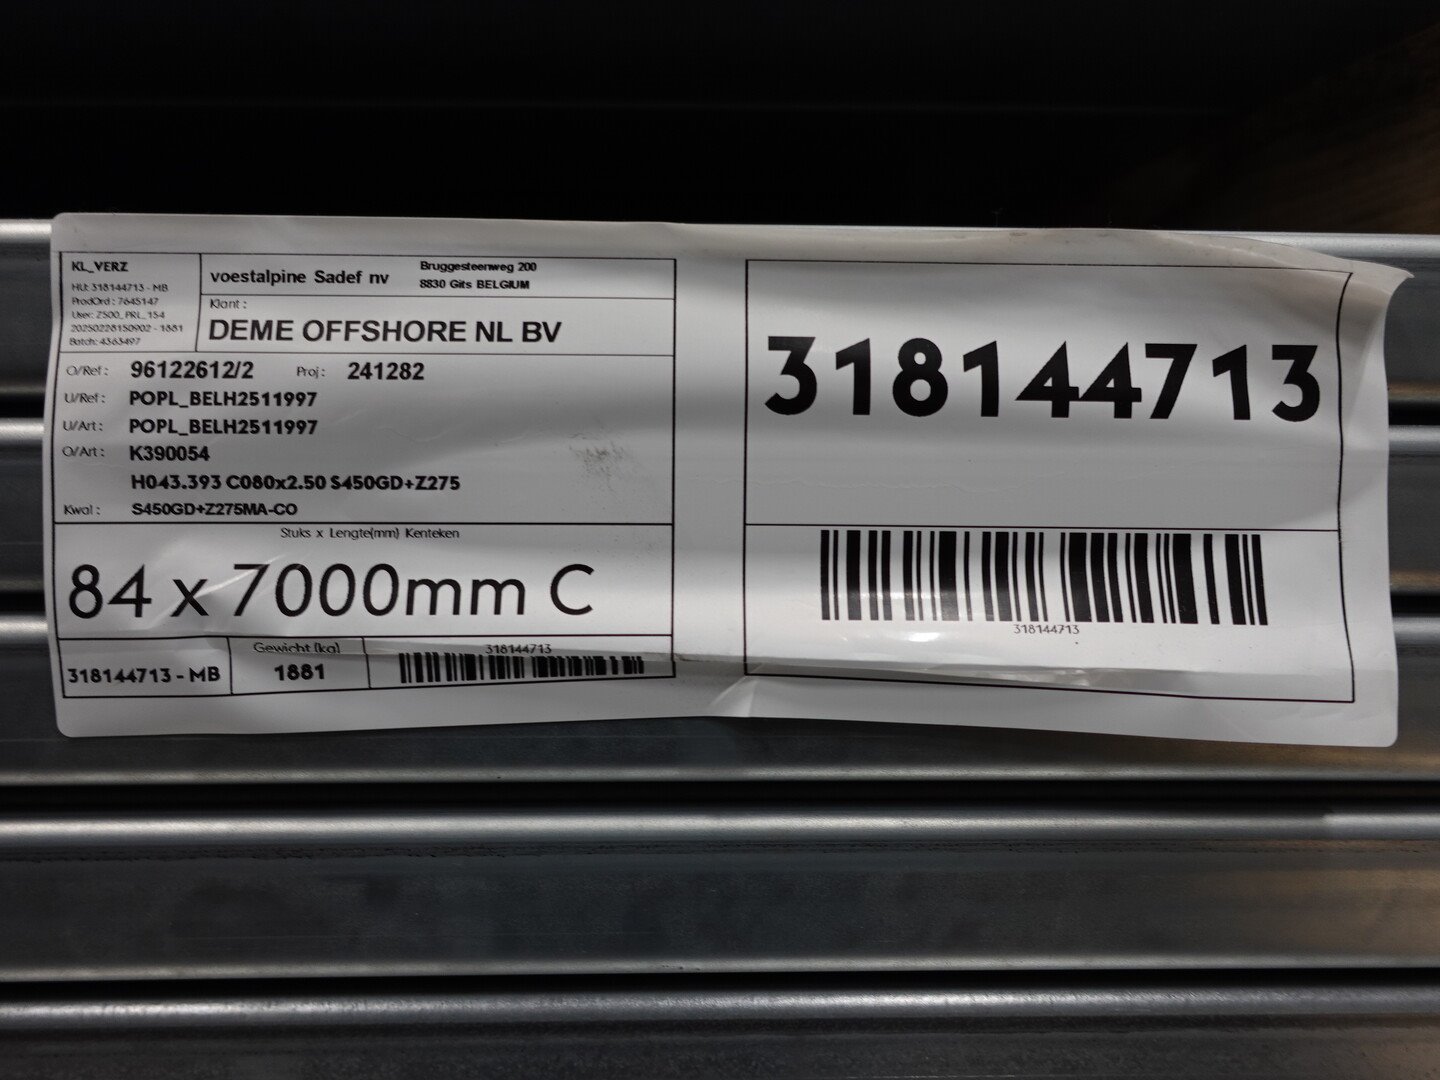 KL_VERZ
HU: 318144713 - MB
ProdOrd : 7645147
User: Z500_PRL_154
20250228150902 - 1881
Batch: 4363497
voestalpine Sadef nv
Bruggesteenweg 200
8830 Gits BELGIUM
Klant :
DEME OFFSHORE NL BV
O/Ref : 96122612/2 Proj : 241282
U/Ref : POPL_BELH2511997
U/Art : POPL_BELH2511997
O/Art : K390054
H043.393 C080x2.50 S450GD+Z275
Kwal : S450GD+Z275MA-CO
Stuks x Lengte(mm) Kenteken
84 x 7000mm C
318144713 - MB
Gewicht (kg)
1881
318144713
318144713
318144713